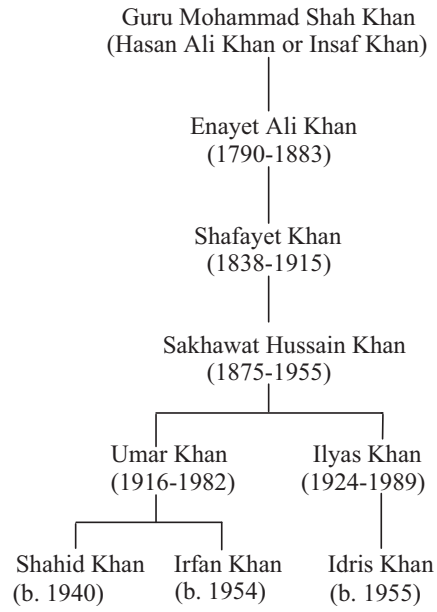 Guru Mohammad Shah Khan
(Hasan Ali Khan or Insaf Khan)
Enayet Ali Khan
(1790-1883)
Shafayet Khan
(1838-1915)
Sakhawat Hussain Khan
(1875-1955)
Umar Khan
(1916-1982)
Ilyas Khan
(1924-1989)
Shahid Khan
(b. 1940)
Irfan Khan
(b. 1954)
Idris Khan
(b. 1955)